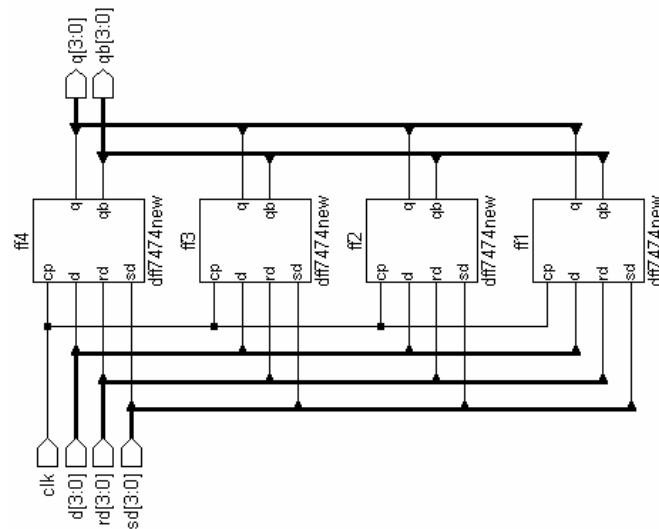 q[3:0]
qb[3:0]
ff4
q
qb
cp
d
rd
sd
dff7474new
ff3
q
qb
cp
d
rd
sd
dff7474new
ff2
q
qb
cp
d
rd
sd
dff7474new
ff1
q
qb
cp
d
rd
sd
dff7474new
clk
d[3:0]
rd[3:0]
sd[3:0]